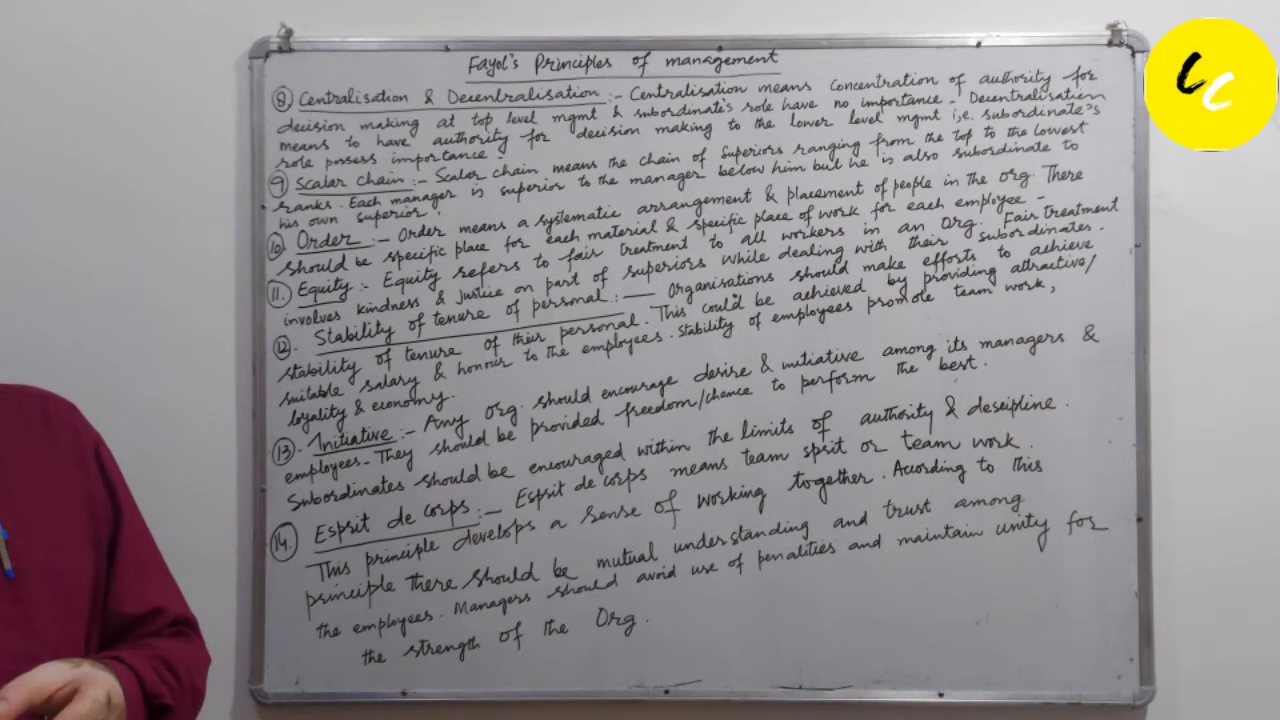 Fayol's Principles of management
(8) Centralisation & Decentralisation :- Centralisation means concentration of authority for
decision making at top level mgmt & subordinate's role have no importance - Decentralisation
means to have authority for decision making to the lower level mgmt i,e. subordinate's
role possess importance -
(9) Scalar chain :- Scalar chain means the chain of superiors ranging from the top to the lowest
ranks. Each manager is superior to the manager below him but he is also subordinate to
his own superior.
(10) Order :- Order means a systematic arrangement & placement of people in the org. There
should be specific place for each material & specific place of work for each employee -
(11.) Equity :- Equity refers to fair treatment to all workers in an org. Fair treatment
involves kindness & justice on part of superiors while dealing with their subordinates.
(12). Stability of tenure of personal :- Organisations should make efforts to achieve
stability of tenure of their personal. This could be achieved by providing attractive/
suitable salary & honour to the employees. Stability of employees promote team work,
loyality & economy.
(13). Initiative :- Any org. should encourage desire & initiative among its managers &
employees - They should be provided freedom/chance to perform the best.
Subordinates should be encouraged within the limits of authority & descipline.
(14.) Esprit de corps :- Esprit de corps means team sprit or team work.
This principle develops a sense of working together. According to this
principle there should be mutual understanding and trust among
the employees. Managers should avoid use of penalities and maintain unity for
the strength of the Org.
CC